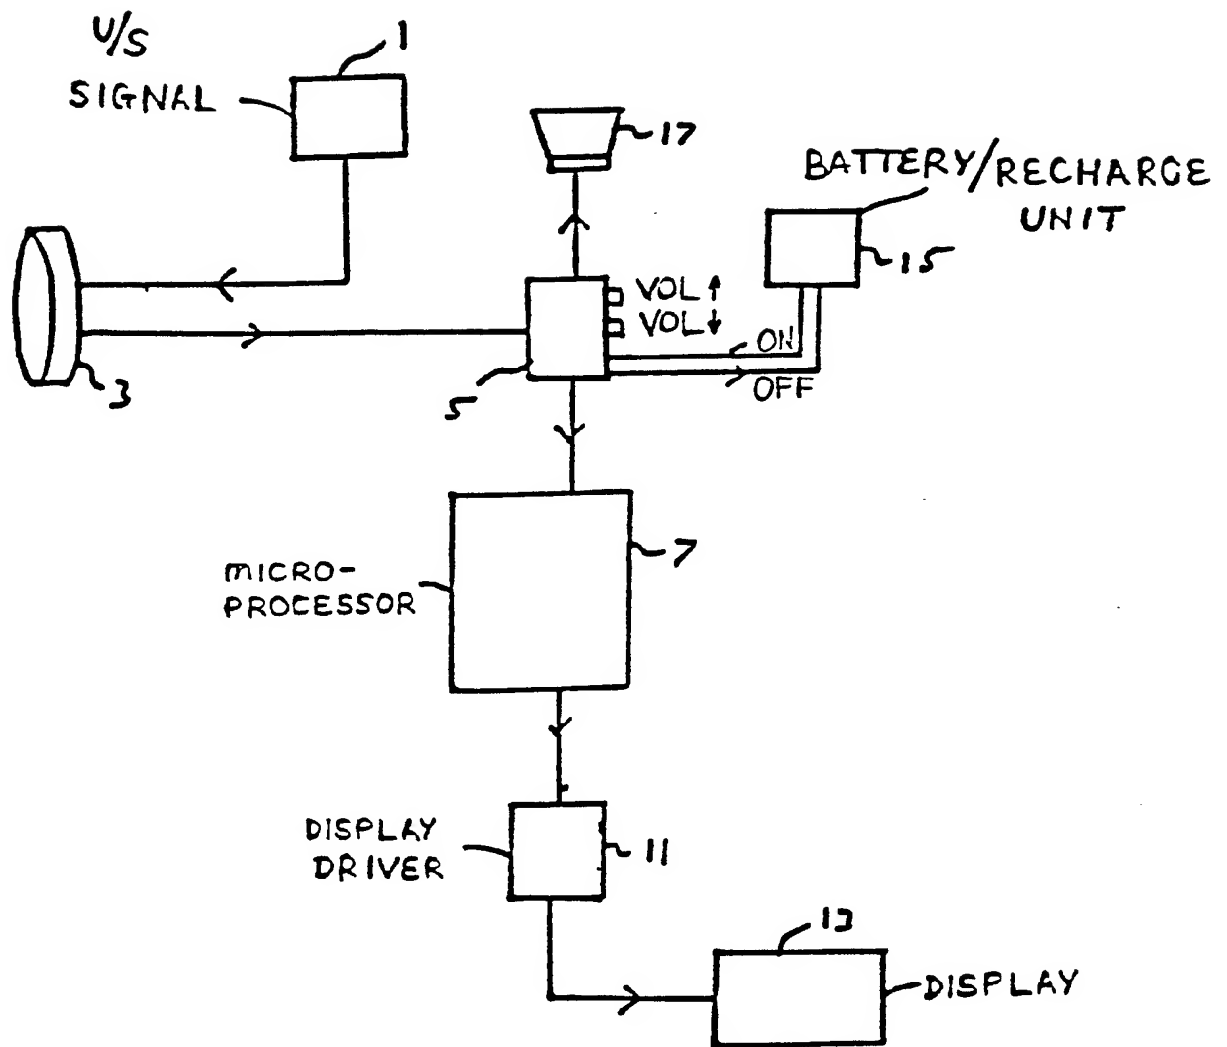 U/S
SIGNAL
1
17
BATTERY/RECHARGE
UNIT
15
VOL ↑
VOL ↓
ON
OFF
3
5
7
MICRO-
PROCESSOR
DISPLAY
DRIVER
11
13
DISPLAY